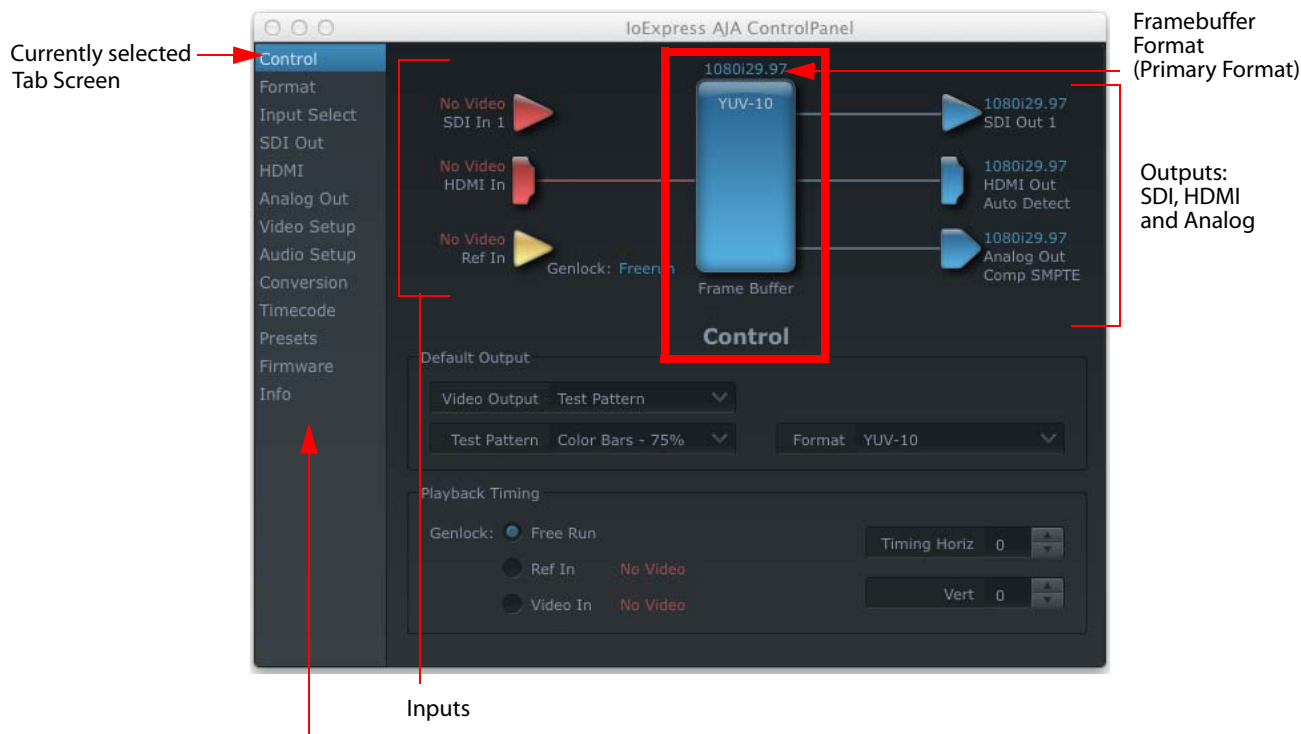 IoExpress AJA ControlPanel
Currently selected
Tab Screen
Framebuffer
Format
(Primary Format)
Control
Format
Input Select
SDI Out
HDMI
Analog Out
Video Setup
Audio Setup
Conversion
Timecode
Presets
Firmware
Info
No Video
SDI In 1
No Video
HDMI In
No Video
Ref In
Genlock: Freerun
1080i29.97
YUV-10
Frame Buffer
1080i29.97
SDI Out 1
1080i29.97
HDMI Out
Auto Detect
1080i29.97
Analog Out
Comp SMPTE
Outputs:
SDI, HDMI
and Analog
Control
Default Output
Video Output Test Pattern
Test Pattern Color Bars - 75%
Format YUV-10
Playback Timing
Genlock: Free Run
Ref In No Video
Video In No Video
Timing Horiz 0
Vert 0
Inputs